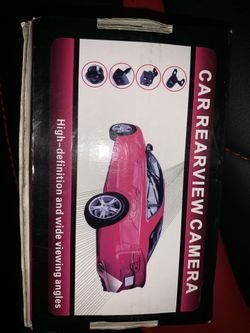 CAR REARVIEW CAMERA
High-definition and wide viewing angles